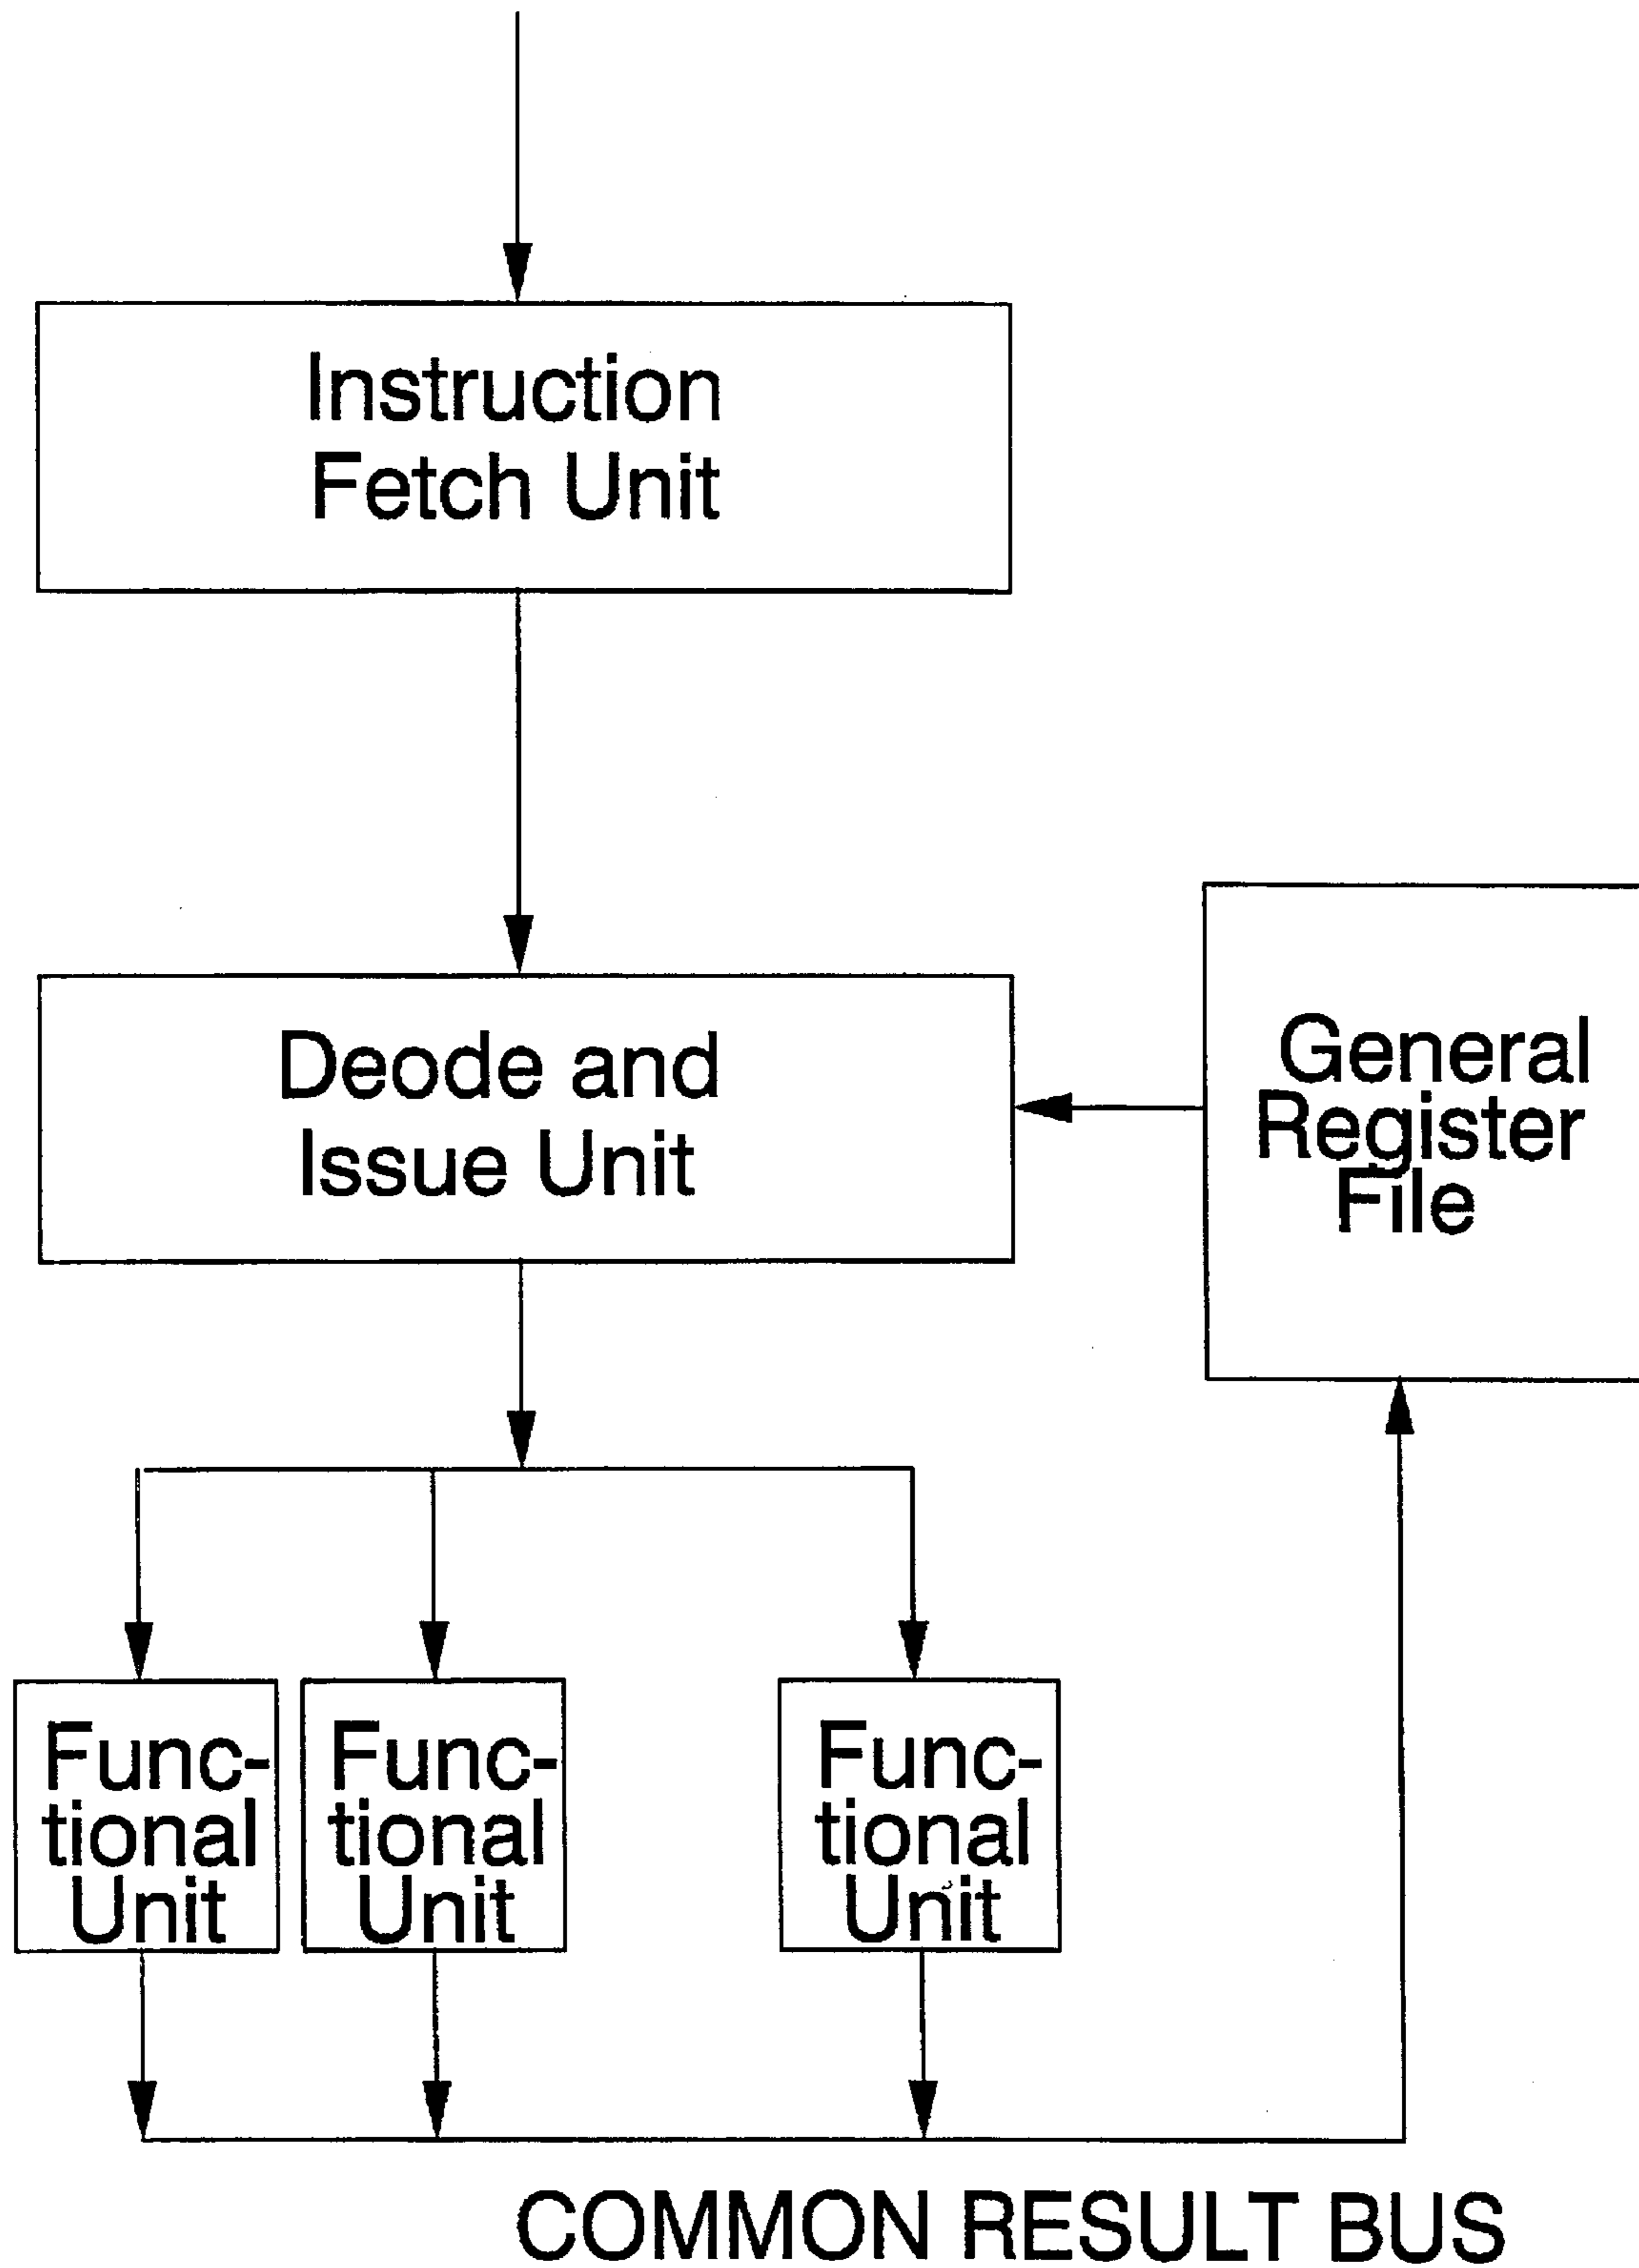 Instruction
Fetch Unit
Deode and
Issue Unit
General
Register
File
Func-
tional
Unit
Func-
tional
Unit
Func-
tional
Unit
COMMON RESULT BUS